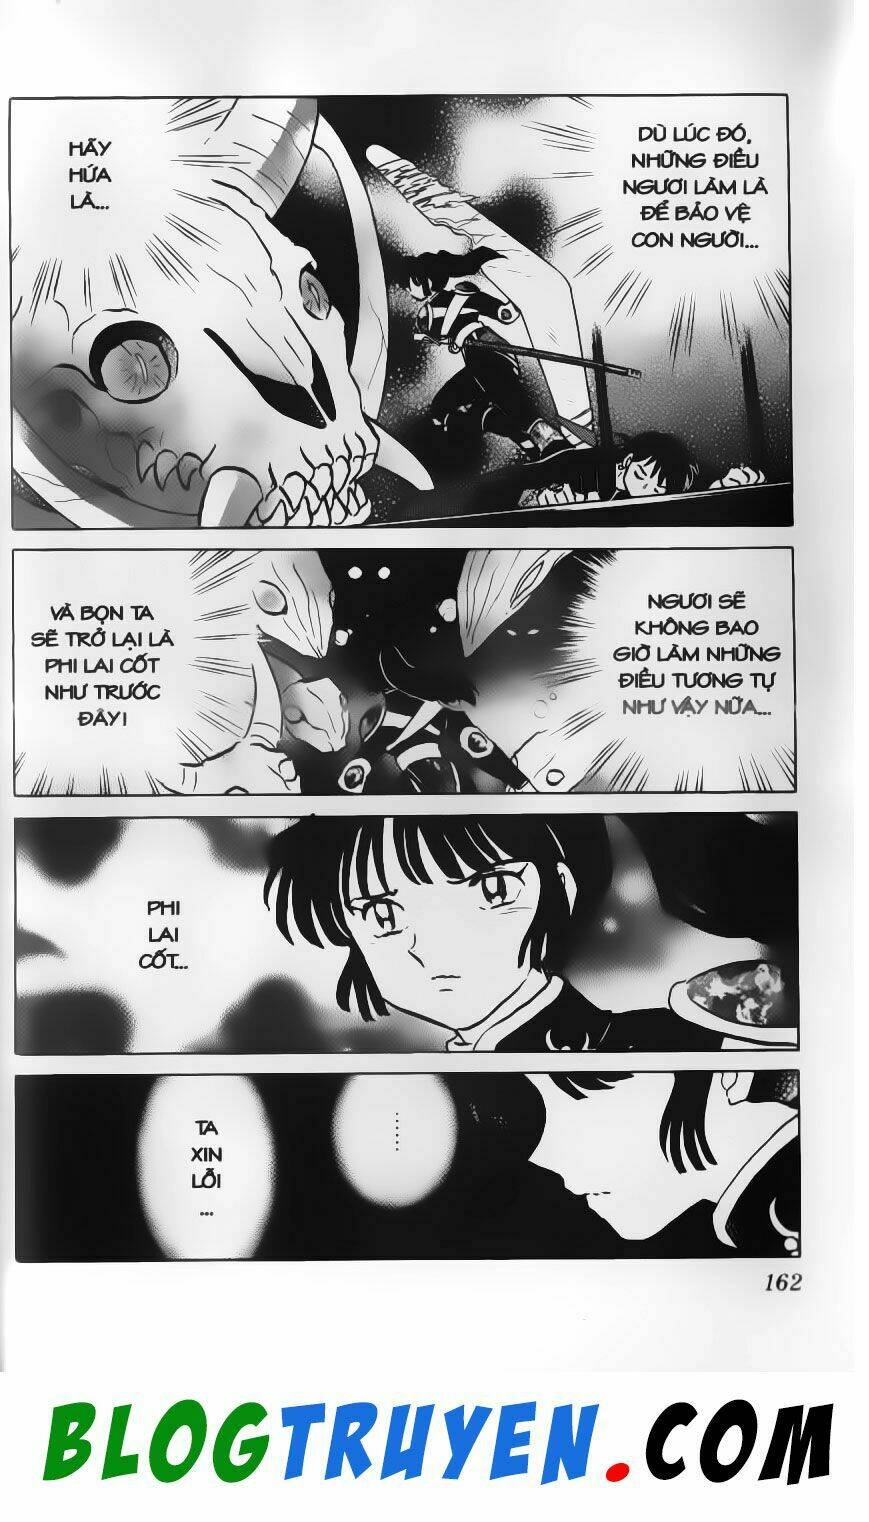 DÙ LÚC ĐÓ,
NHỮNG ĐIỀU
NGƯƠI LÀM LÀ
ĐỂ BẢO VỆ
CON NGƯỜI...
HÃY
HỨA
LÀ...
NGƯƠI SẼ
KHÔNG BAO
GIỜ LÀM NHỮNG
ĐIỀU TƯƠNG TỰ
NHƯ VẬY NỮA...
VÀ BỌN TA
SẼ TRỞ LẠI LÀ
PHI LAI CỐT
NHƯ TRƯỚC
ĐÂY!
PHI
LAI
CỐT...
......
TA
XIN
LỖI
...
162
BLOGTRUYEN.COM